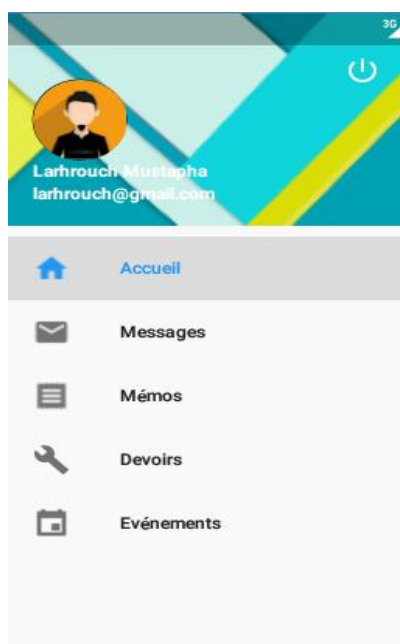 3G
Larhrouch Mustapha
larhrouch@gmail.com
Accueil
Messages
Mémos
Devoirs
Evénements